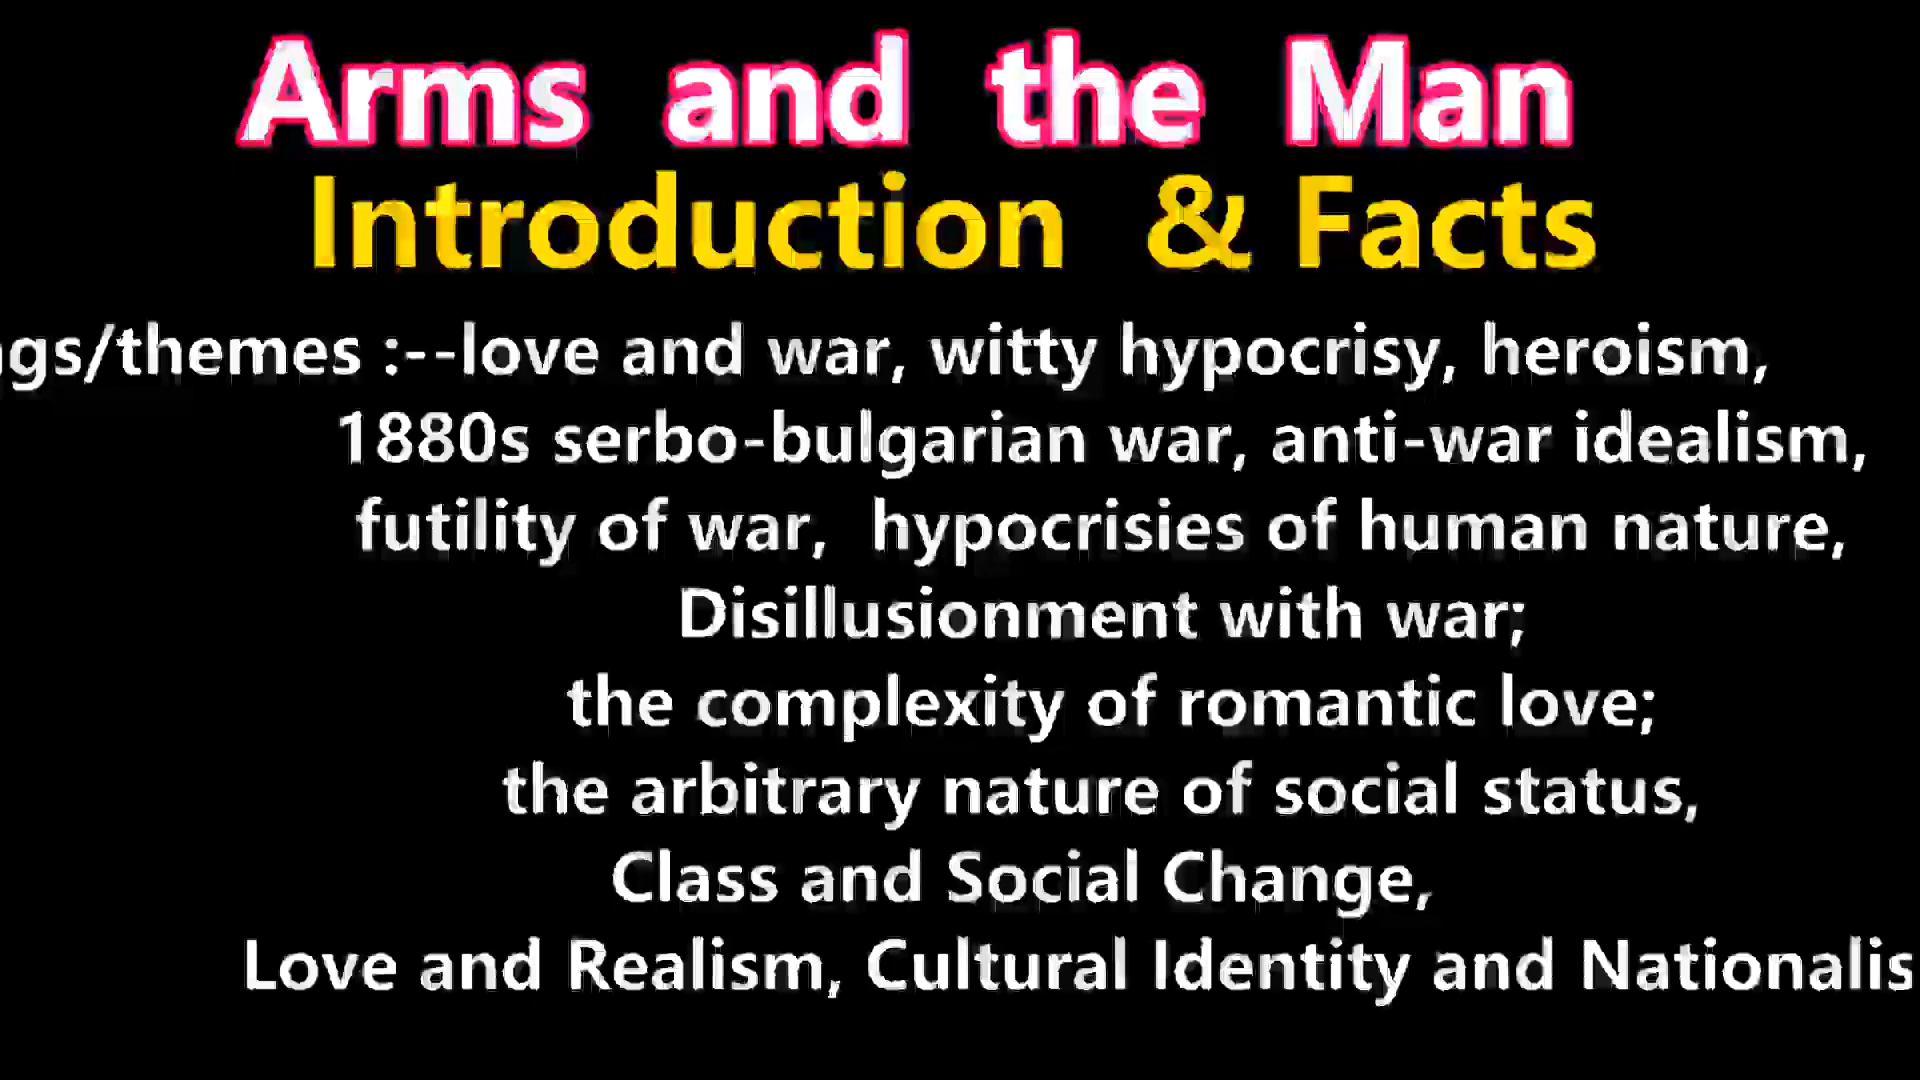 Arms and the Man
Introduction & Facts
gs/themes :--love and war, witty hypocrisy, heroism,
1880s serbo-bulgarian war, anti-war idealism,
futility of war, hypocrisies of human nature,
Disillusionment with war;
the complexity of romantic love;
the arbitrary nature of social status,
Class and Social Change,
Love and Realism, Cultural Identity and Nationalis